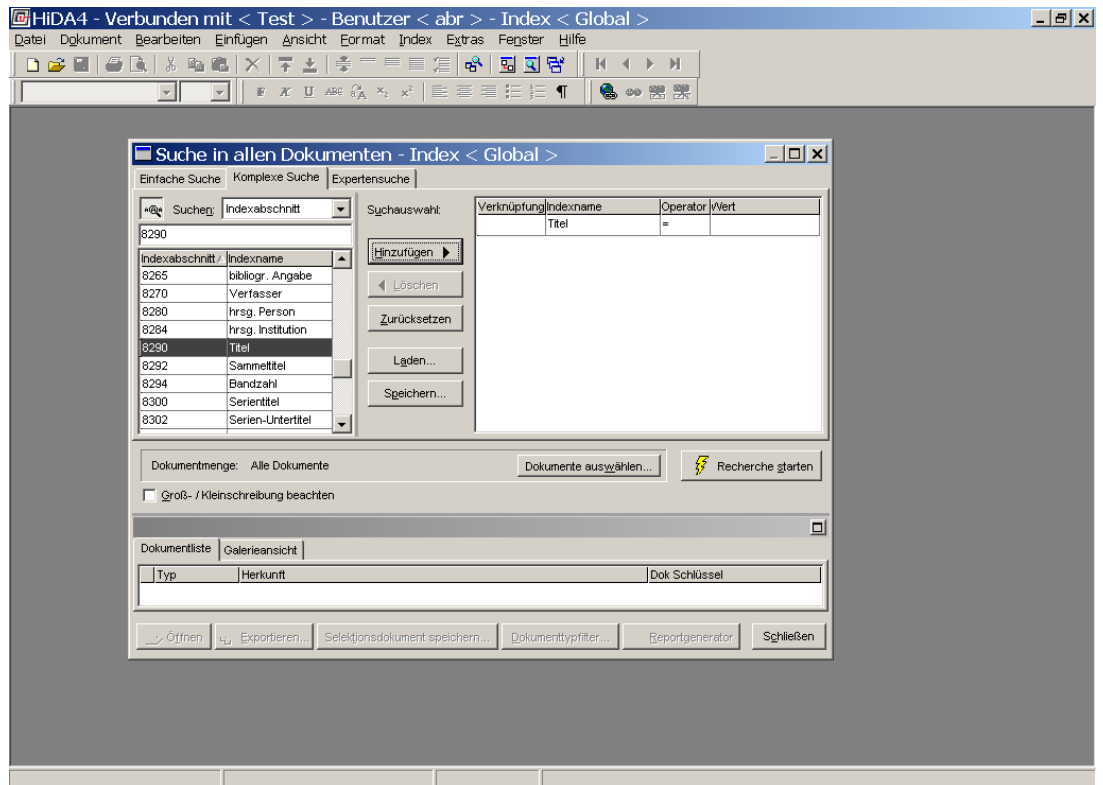 HiDA4 - Verbunden mit < Test > - Benutzer < abr > - Index < Global >
Datei Dokument Bearbeiten Einfügen Ansicht Format Index Extras Fenster Hilfe
F K U ABC
Suche in allen Dokumenten - Index < Global >
Einfache Suche Komplexe Suche Expertensuche
Suchen: Indexabschnitt
8290
Indexabschnitt Indexname
8265 bibliogr. Angabe
8270 Verfasser
8280 hrsg. Person
8284 hrsg. Institution
8290 Titel
8292 Sammeltitel
8294 Bandzahl
8300 Serientitel
8302 Serien-Untertitel
Suchauswahl:
Hinzufügen
Löschen
Zurücksetzen
Laden...
Speichern...
Verknüpfung Indexname Operator Wert
Titel =
Dokumentmenge: Alle Dokumente
Dokumente auswählen...
Recherche starten
Groß- / Kleinschreibung beachten
Dokumentliste Galerieansicht
Typ Herkunft Dok Schlüssel
Öffnen Exportieren... Selektionsdokument speichern... Dokumenttypfilter... Reportgenerator Schließen